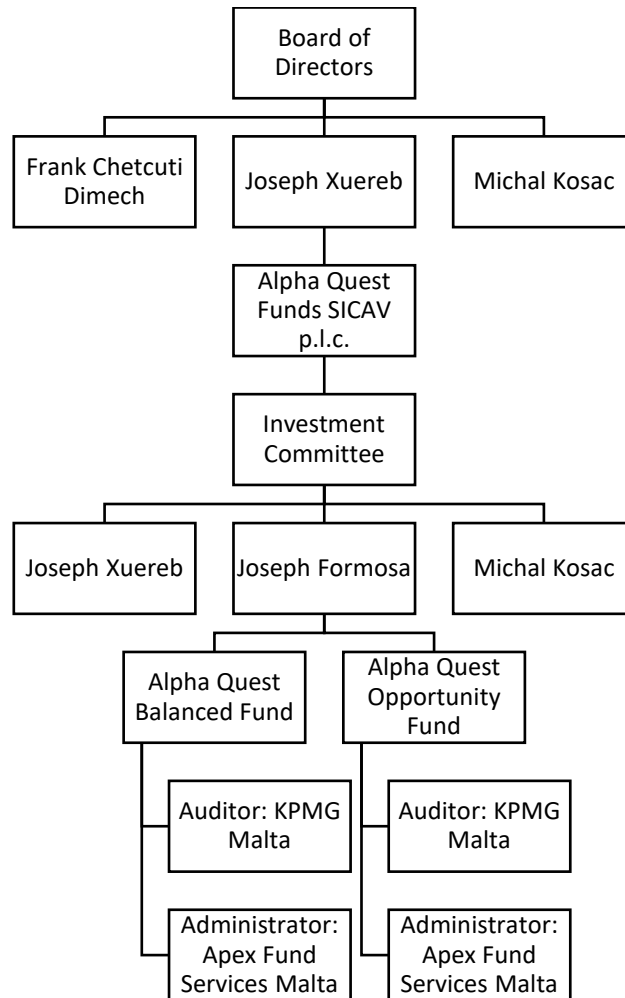 Board of
Directors
Frank Chetcuti
Dimech
Joseph Xuereb
Michal Kosac
Alpha Quest
Funds SICAV
p.l.c.
Investment
Committee
Joseph Xuereb
Joseph Formosa
Michal Kosac
Alpha Quest
Balanced Fund
Alpha Quest
Opportunity
Fund
Auditor: KPMG
Malta
Auditor: KPMG
Malta
Administrator:
Apex Fund
Services Malta
Administrator:
Apex Fund
Services Malta